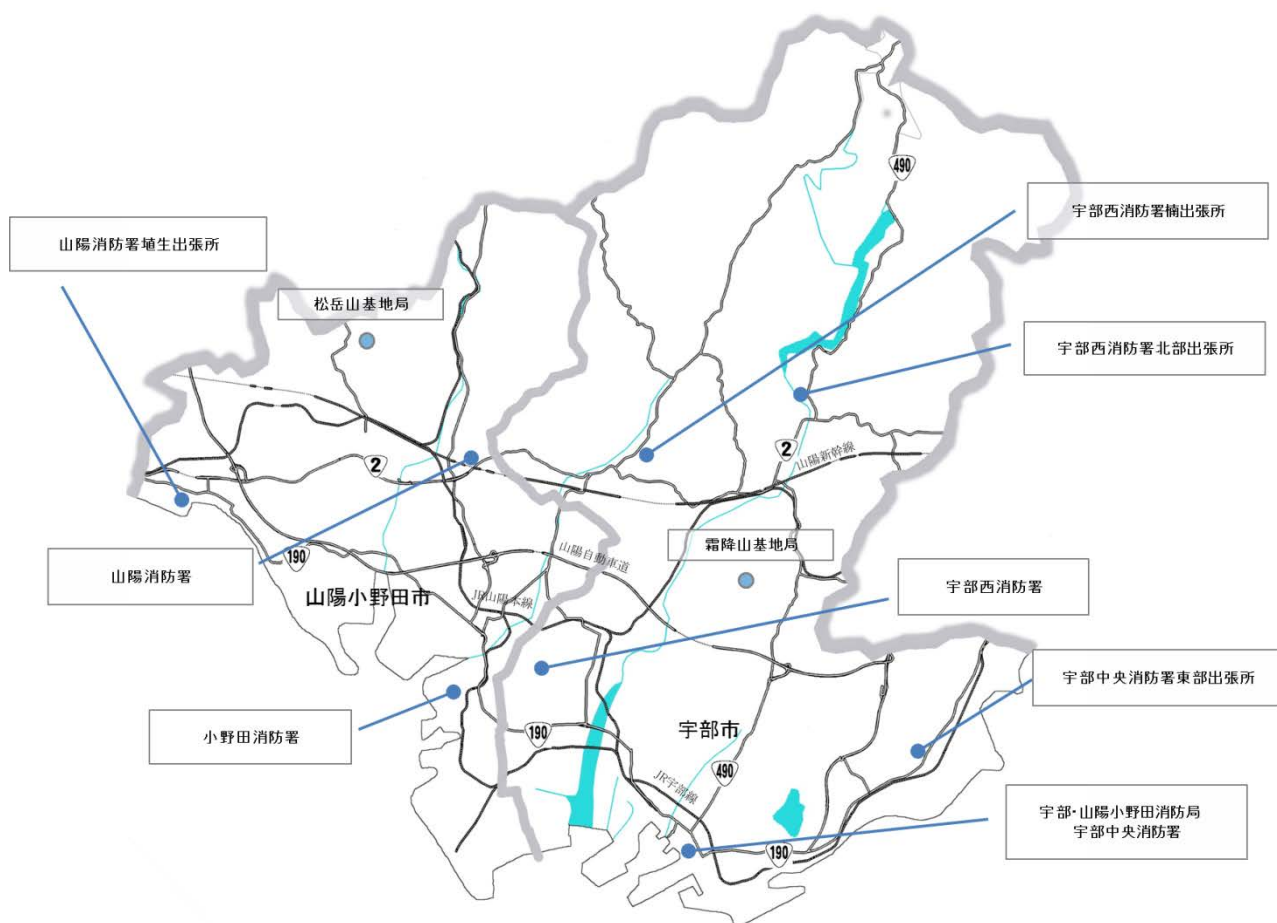 490
宇部西消防署楠出張所
山陽消防署埴生出張所
松岳山基地局
宇部西消防署北部出張所
2
山陽新幹線
2
霜降山基地局
190
山陽自動車道
山陽消防署
宇部西消防署
山陽小野田市
JR山陽本線
宇部中央消防署東部出張所
小野田消防署
190
宇部市
490
JR宇部線
宇部・山陽小野田消防局
宇部中央消防署
190